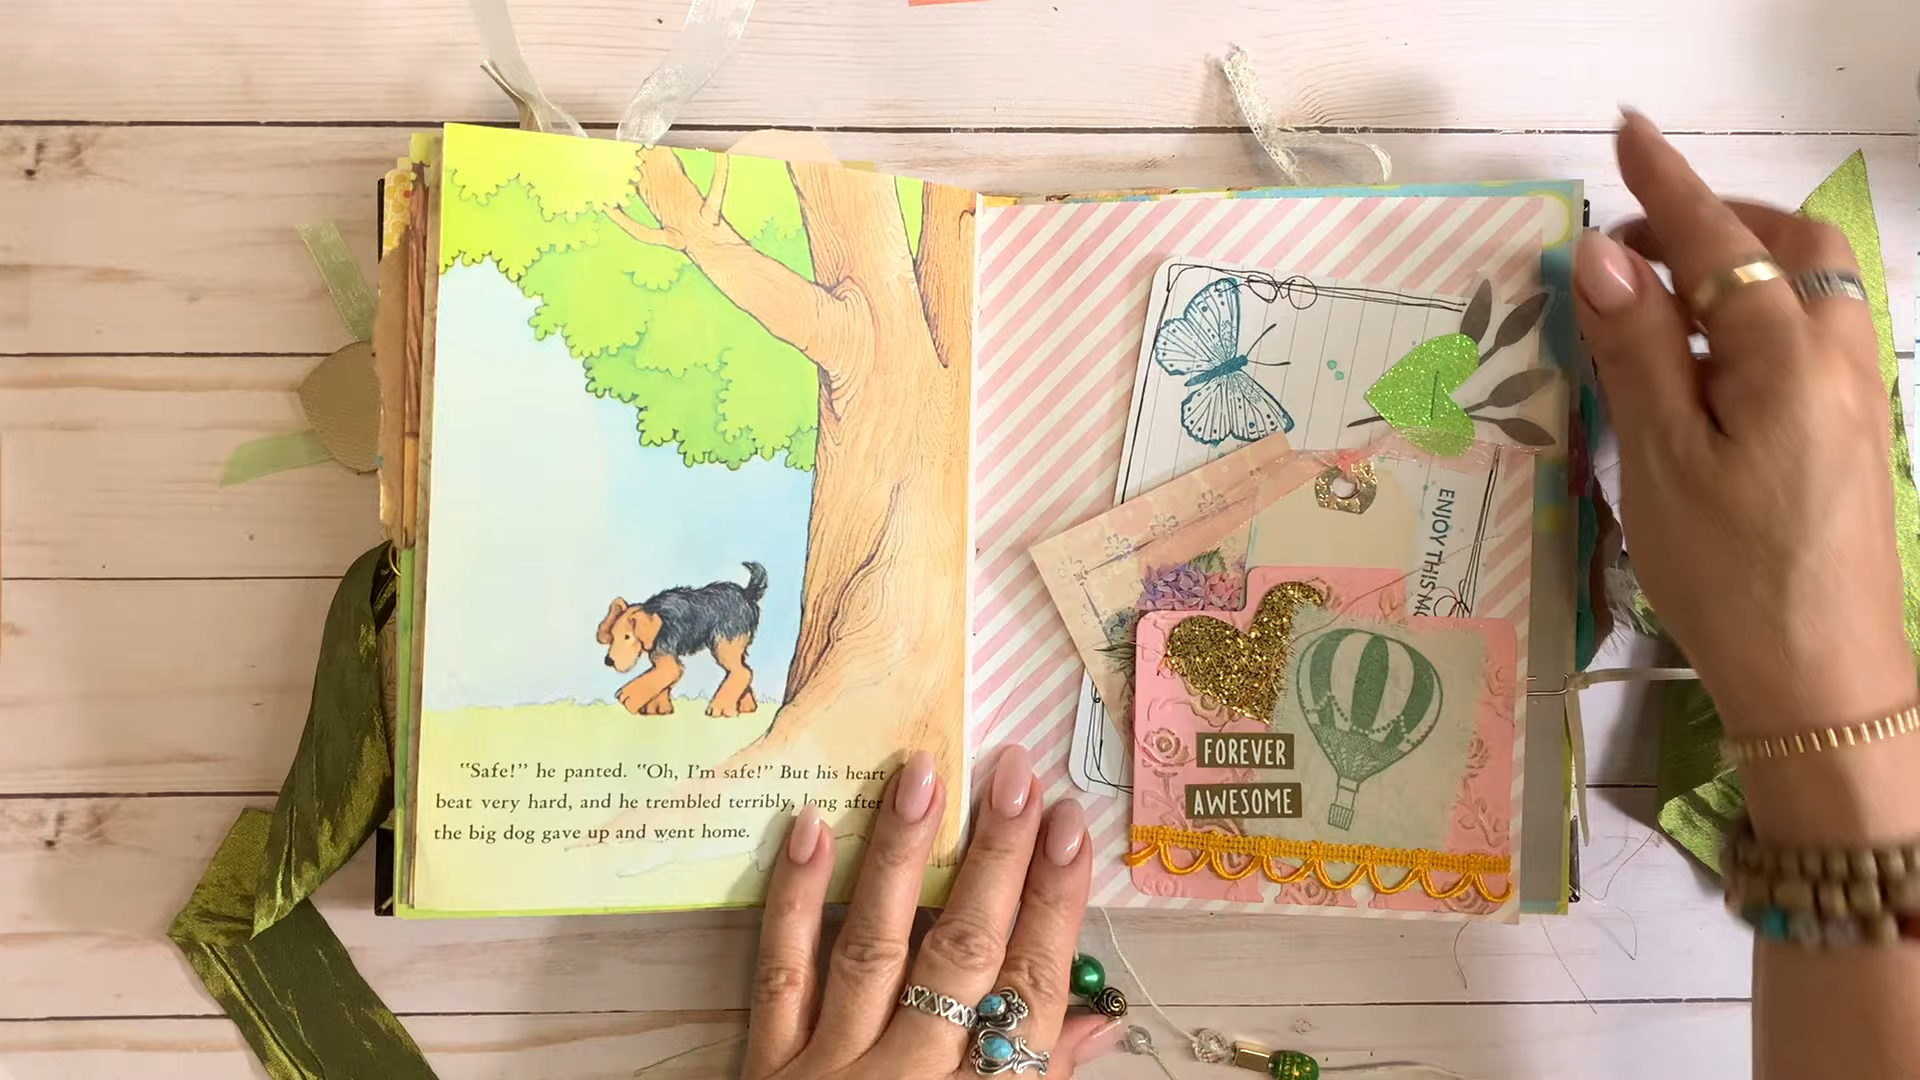 "Safe!" he panted. "Oh, I'm safe!" But his heart
beat very hard, and he trembled terribly, long after
the big dog gave up and went home.
ENJOY THIS
FOREVER
AWESOME